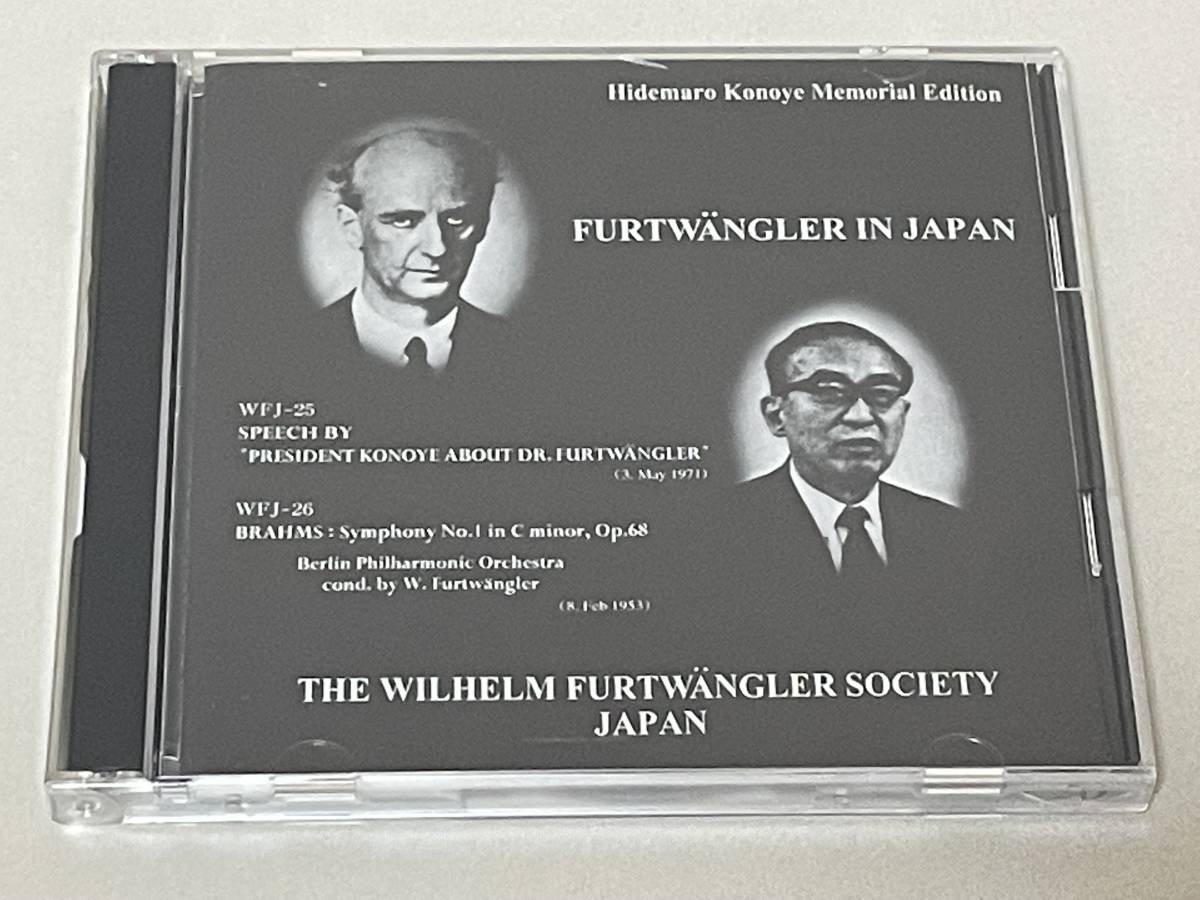 Hidemaro Konoye Memorial Edition
FURTWÄNGLER IN JAPAN
WFJ-25
SPEECH BY
"PRESIDENT KONOYE ABOUT DR. FURTWÄNGLER"
(3. May 1971)
WFJ-26
BRAHMS : Symphony No.1 in C minor, Op.68
Berlin Philharmonic Orchestra
cond. by W. Furtwängler
(8. Feb 1953)
THE WILHELM FURTWÄNGLER SOCIETY
JAPAN